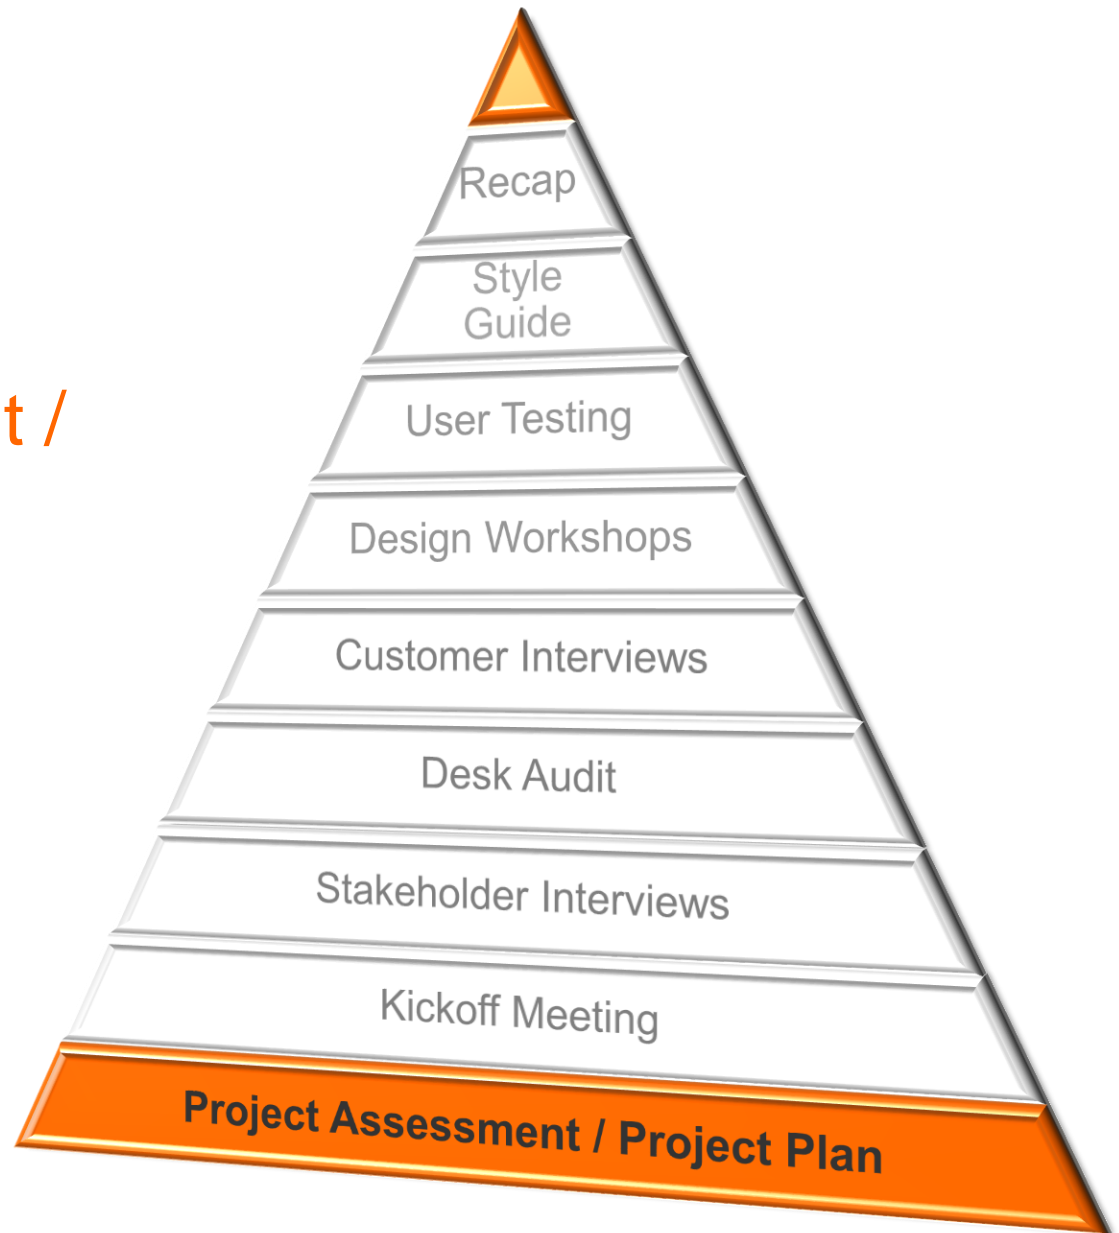 Recap
Style
Guide
t /
User Testing
Design Workshops
Customer Interviews
Desk Audit
Stakeholder Interviews
Kickoff Meeting
Project Assessment / Project Plan